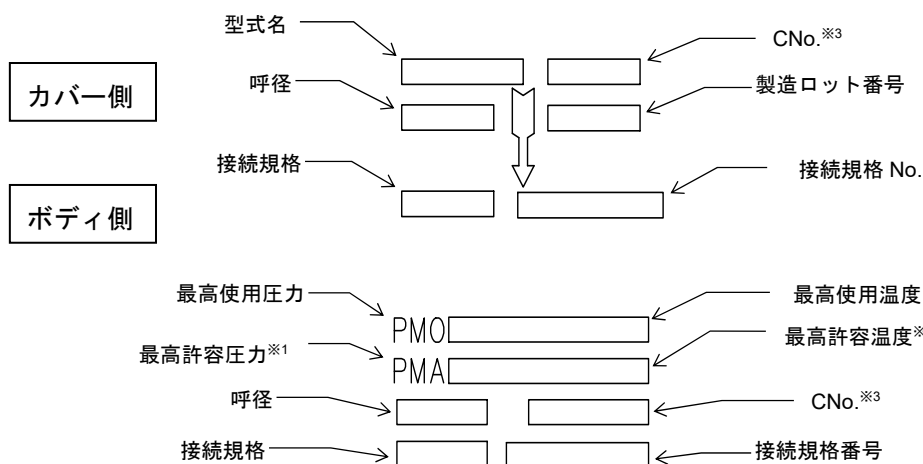 型式名 CNo.※3
カバー側
呼径 製造ロット番号
接続規格 接続規格 No.
ボディ側
最高使用圧力 PMO 最高使用温度
最高許容圧力※1 PMA 最高許容温度※
呼径 CNo.※3
接続規格 接続規格番号